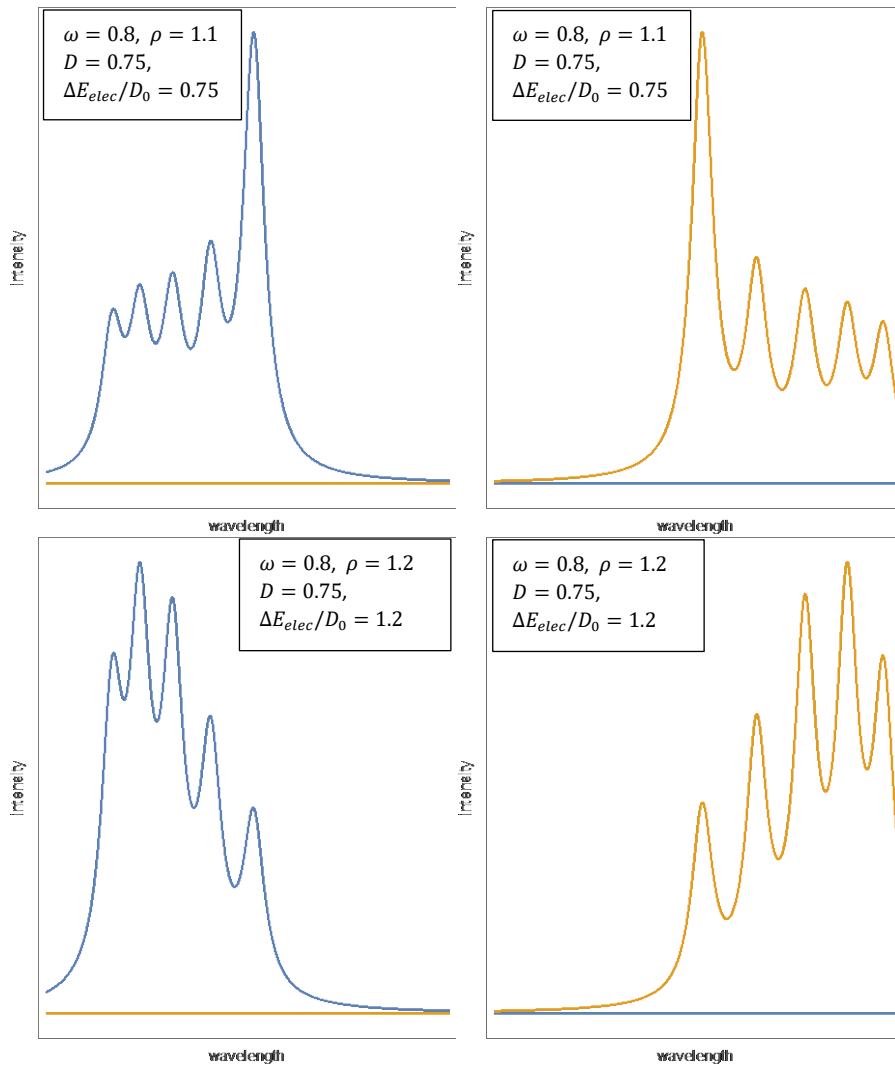 ω = 0.8, ρ = 1.1
D = 0.75,
ΔE_elec/D_0 = 0.75
Intensity
wavelength
ω = 0.8, ρ = 1.1
D = 0.75,
ΔE_elec/D_0 = 0.75
Intensity
wavelength
ω = 0.8, ρ = 1.2
D = 0.75,
ΔE_elec/D_0 = 1.2
Intensity
wavelength
ω = 0.8, ρ = 1.2
D = 0.75,
ΔE_elec/D_0 = 1.2
Intensity
wavelength